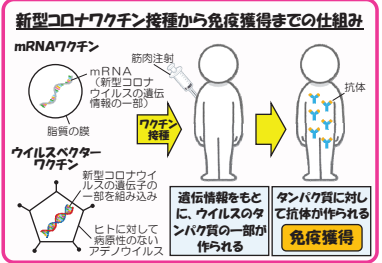 新型コロナワクチン接種から免疫獲得までの仕組み
mRNAワクチン
mRNA
(新型コロナ
ウイルスの遺伝
情報の一部)
脂質の膜
ウイルスベクター
ワクチン
新型コロナウイ
ルスの遺伝子の
一部を組み込み
ヒトに対して
病原性のない
アデノウイルス
筋肉注射
ワクチン
接種
遺伝情報をもと
に、ウイルスのタ
ンパク質の一部が
作られる
抗体
タンパク質に対し
て抗体が作られる
免疫獲得